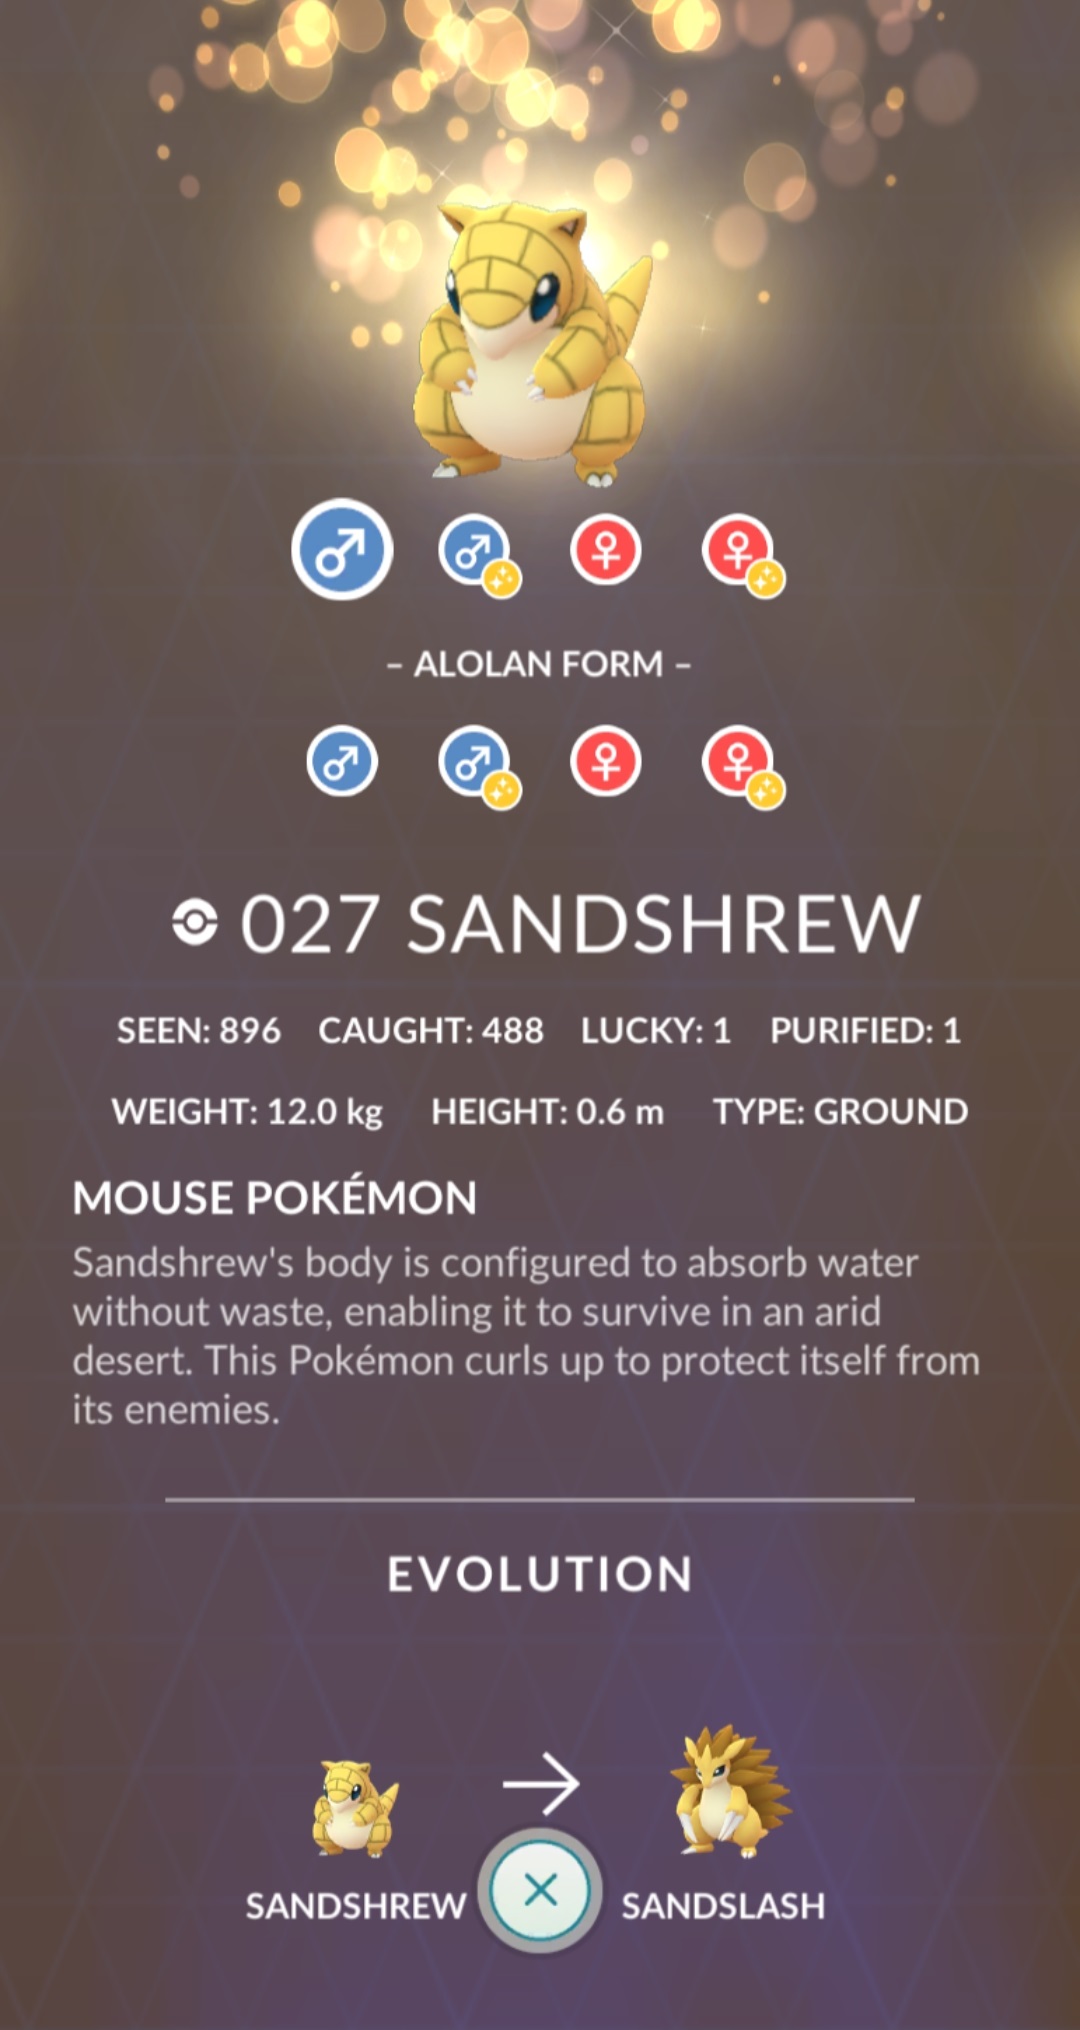 – ALOLAN FORM –
027 SANDSHREW
SEEN: 896 CAUGHT: 488 LUCKY: 1 PURIFIED: 1
WEIGHT: 12.0 kg HEIGHT: 0.6 m TYPE: GROUND
MOUSE POKÉMON
Sandshrew's body is configured to absorb water
without waste, enabling it to survive in an arid
desert. This Pokémon curls up to protect itself from
its enemies.
EVOLUTION
SANDSHREW SANDSLASH